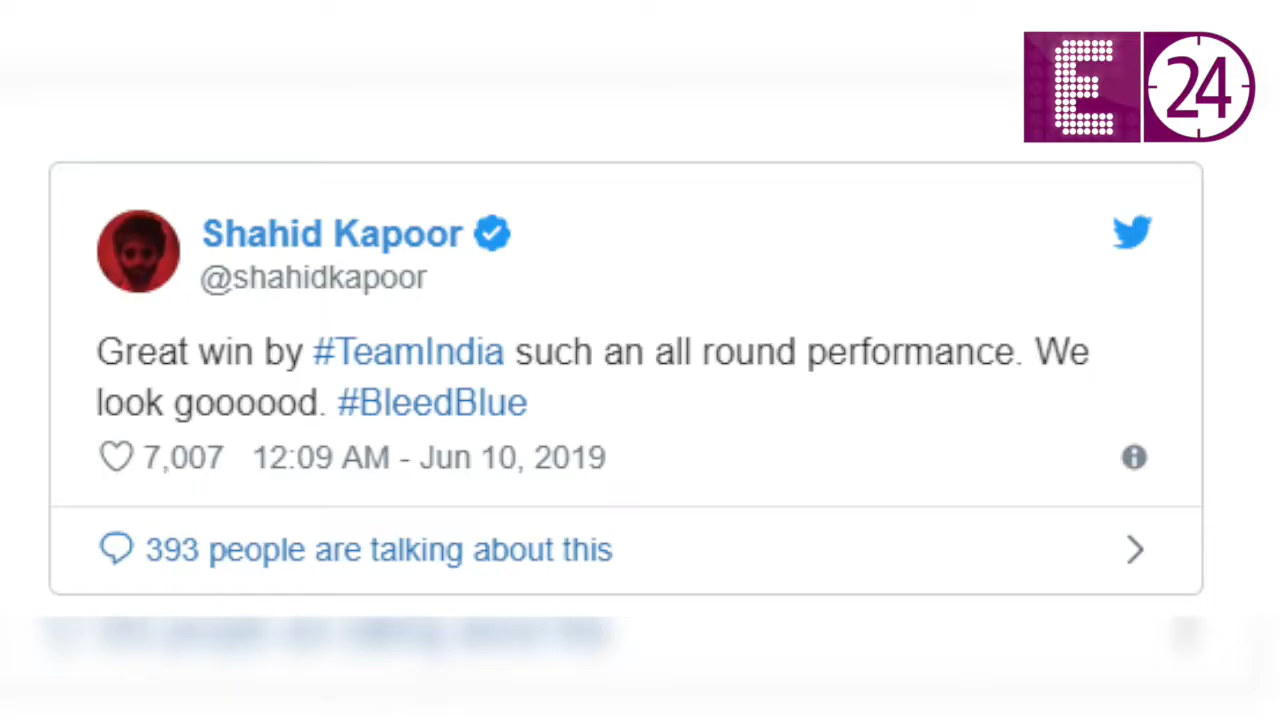 E 24
Shahid Kapoor
@shahidkapoor
Great win by #TeamIndia such an all round performance. We
look goooood. #BleedBlue
7,007 12:09 AM - Jun 10, 2019
393 people are talking about this